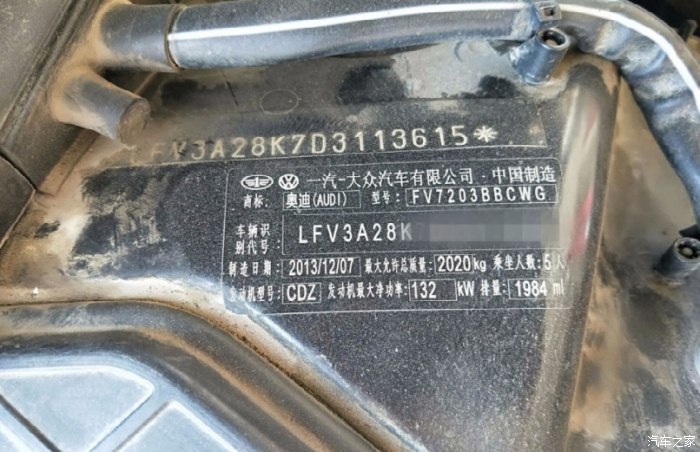 LFV3A28K7D3113615*
一汽-大众汽车有限公司·中国制造
商标: 奥迪(AUDI) 型号: FV7203BBCWG
车辆识
别代号: LFV3A28K
制造日期: 2013/12/07 最大允许总质量: 2020kg 乘坐人数: 5人
发动机型号: CDZ 发动机最大净功率: 132 kW 排量: 1984 ml
汽车之家